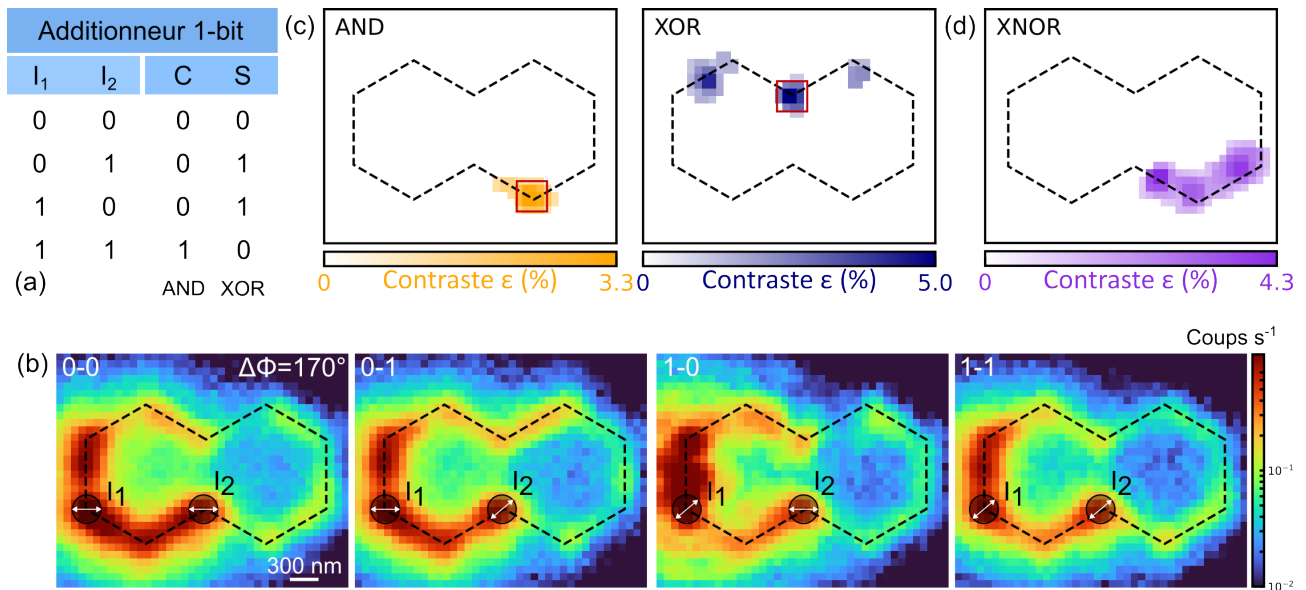 Additionneur 1-bit
I1 I2 C S
0 0 0 0
0 1 0 1
1 0 0 1
1 1 1 0
(a) AND XOR
(c) AND
0 Contraste ε (%) 3.3
XOR
0 Contraste ε (%) 5.0
(d) XNOR
0 Contraste ε (%) 4.3
(b) 0-0 ΔΦ=170°
I1 I2
300 nm
0-1
I1 I2
1-0
I1 I2
1-1
I1 I2
Coups s⁻¹
10⁻¹
10⁻²